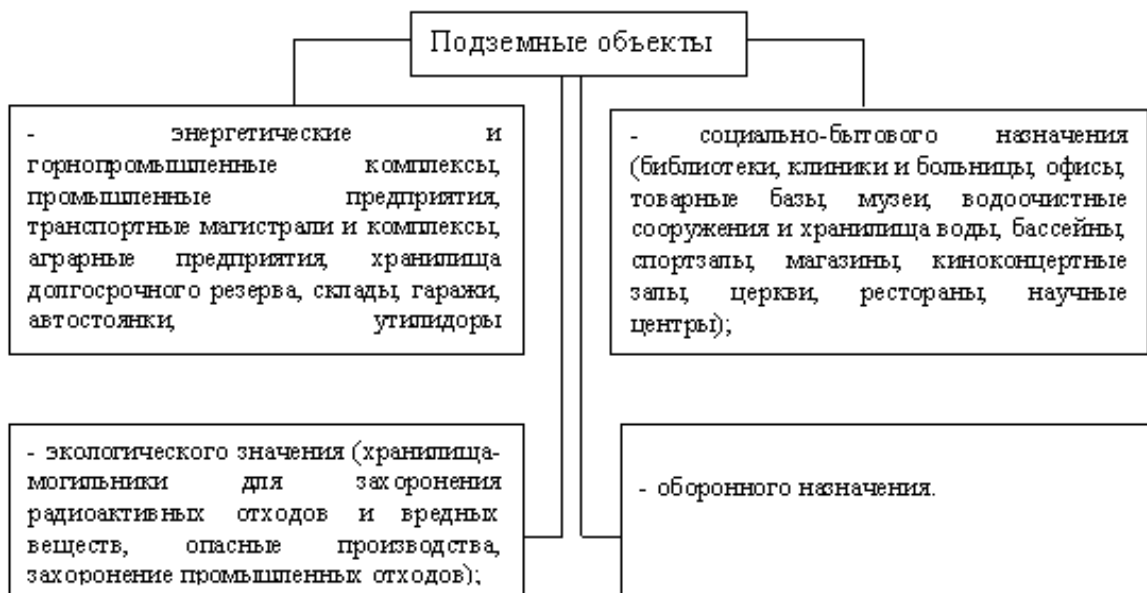 Подземные объекты
- энергетические и
горнопромышленные комплексы,
промышленные предприятия,
транспортные магистрали и комплексы,
аграрные предприятия, хранилища
долгосрочного резерва, склады, гаражи,
автостоянки, утилидоры
- социально-бытового назначения
(библиотеки, клиники и больницы, офисы,
товарные базы, музеи, водоочистные
сооружения и хранилища воды, бассейны,
спортзалы, магазины, киноконцертные
залы, церкви, рестораны, научные
центры);
- экологического значения (хранилища-
могильники для захоронения
радиоактивных отходов и вредных
веществ, опасные производства,
захоронение промышленных отходов);
- оборонного назначения.